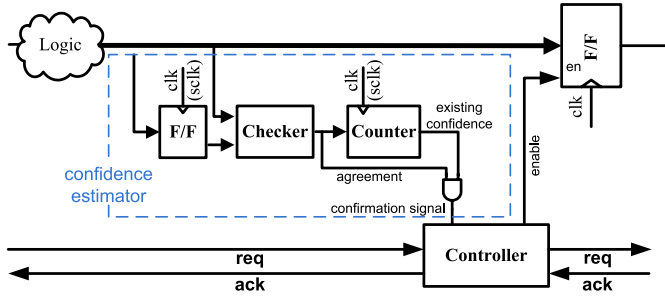 Logic
F/F
en
clk
clk
(sclk)
clk
(sclk)
F/F
Checker
Counter
existing
confidence
agreement
enable
confidence
estimator
confirmation signal
Controller
req
ack
req
ack